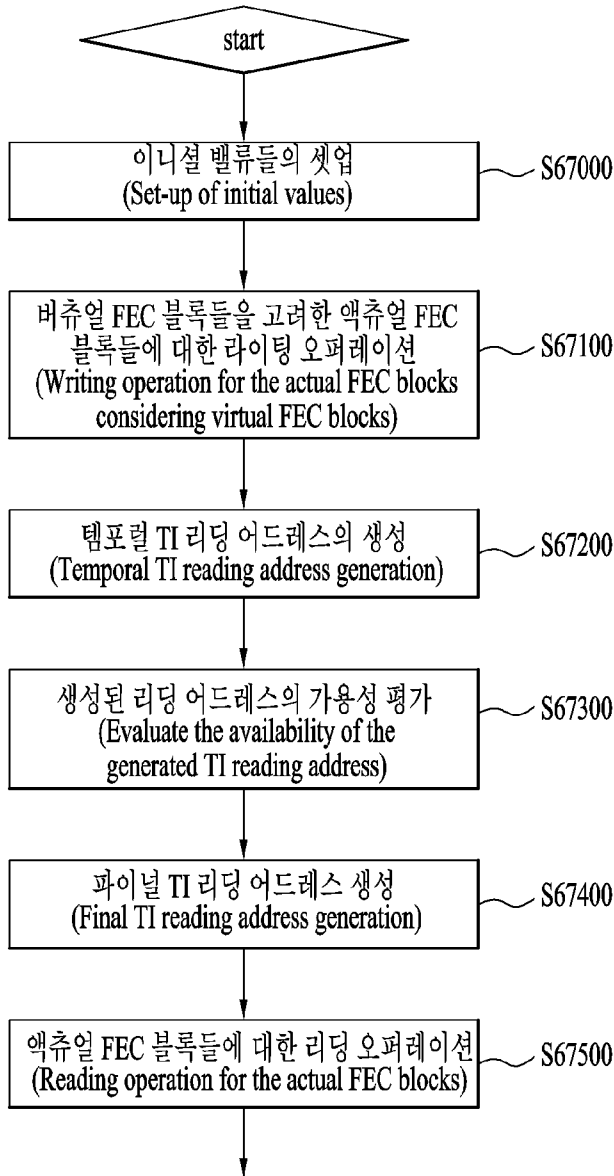 start
이니셜 밸류들의 셋업
(Set-up of initial values)
S67000
버츄얼 FEC 블록들을 고려한 액츄얼 FEC
블록들에 대한 라이팅 오퍼레이션
(Writing operation for the actual FEC blocks
considering virtual FEC blocks)
S67100
템포럴 TI 리딩 어드레스의 생성
(Temporal TI reading address generation)
S67200
생성된 리딩 어드레스의 가용성 평가
(Evaluate the availability of the
generated TI reading address)
S67300
파이널 TI 리딩 어드레스 생성
(Final TI reading address generation)
S67400
액츄얼 FEC 블록들에 대한 리딩 오퍼레이션
(Reading operation for the actual FEC blocks)
S67500